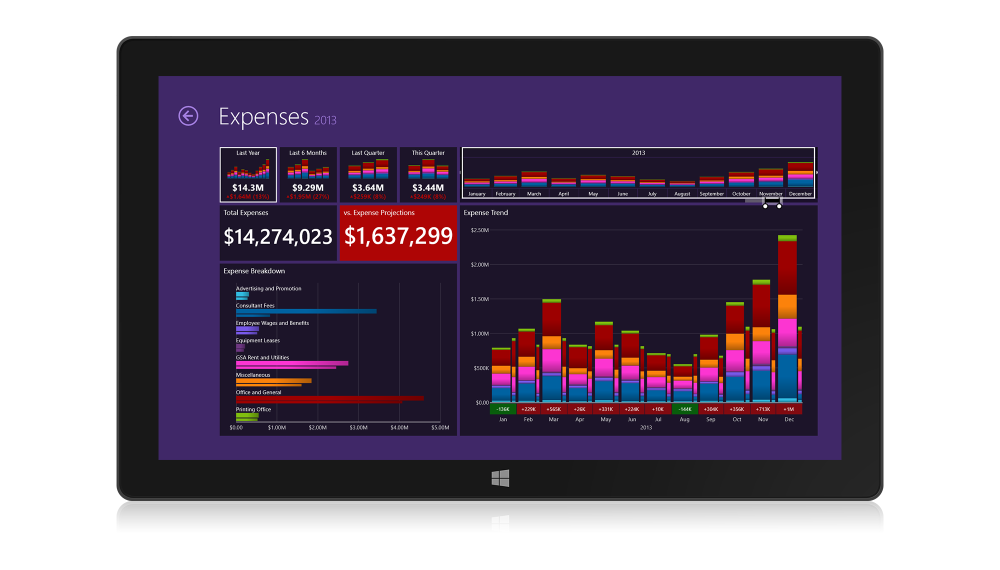 Expenses 2013
Last Year
$14.3M
Last 6 Months
$9.29M
Last Quarter
$3.64M
This Quarter
$3.44M
2013
January February March April May June July August September October November December
Total Expenses
$14,274,023
vs. Expense Projections
$1,637,299
Expense Breakdown
Advertising and Promotion
Consultant Fees
Employee Wages and Benefits
Equipment Leases
GSA Rent and Utilities
Miscellaneous
Office and General
Printing Office
$0.00 $1.00M $2.00M $3.00M $4.00M $5.00M
Expense Trend
$2.50M
$2.00M
$1.50M
$1.00M
$500K
$0.00
-136K +229K +565K +26K +331K +224K +10K -144K +304K +356K +713K +1M
Jan Feb Mar Apr May Jun Jul Aug Sep Oct Nov Dec
2013